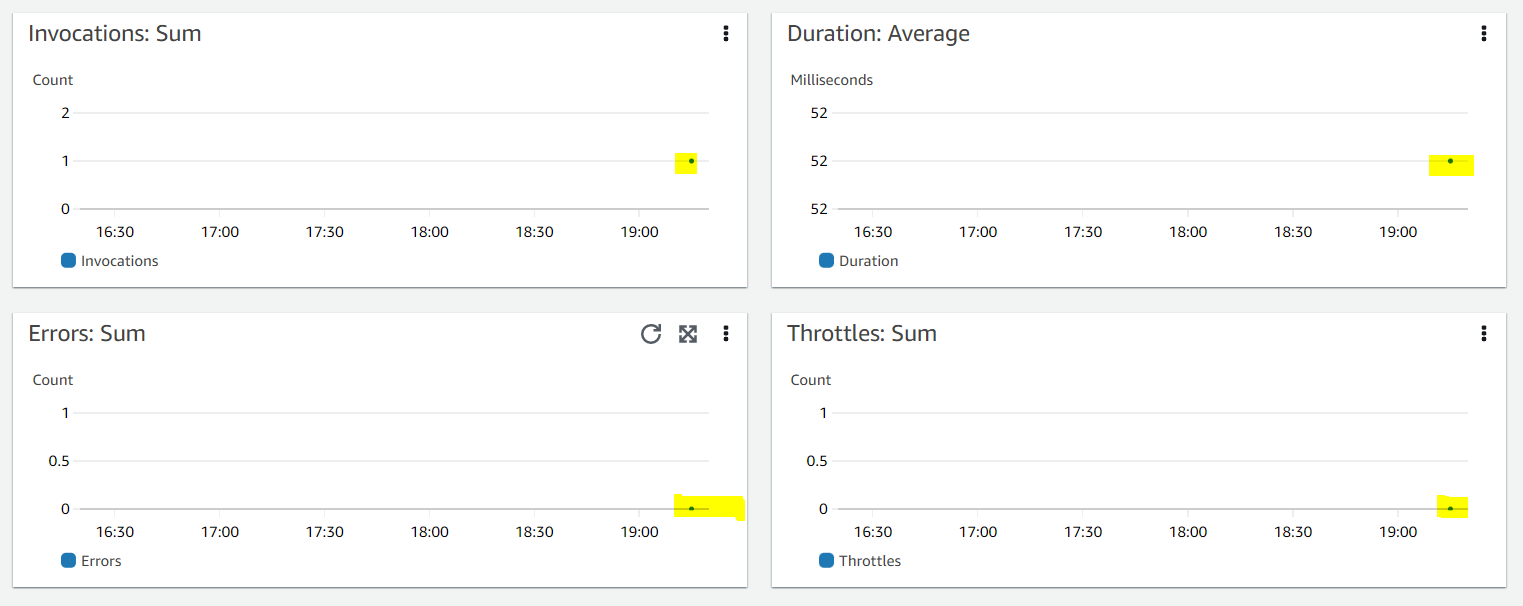 Invocations: Sum
Count
2
1
0
16:30 17:00 17:30 18:00 18:30 19:00
Invocations
Duration: Average
Milliseconds
52
52
52
16:30 17:00 17:30 18:00 18:30 19:00
Duration
Errors: Sum
Count
1
0.5
0
16:30 17:00 17:30 18:00 18:30 19:00
Errors
Throttles: Sum
Count
1
0.5
0
16:30 17:00 17:30 18:00 18:30 19:00
Throttles